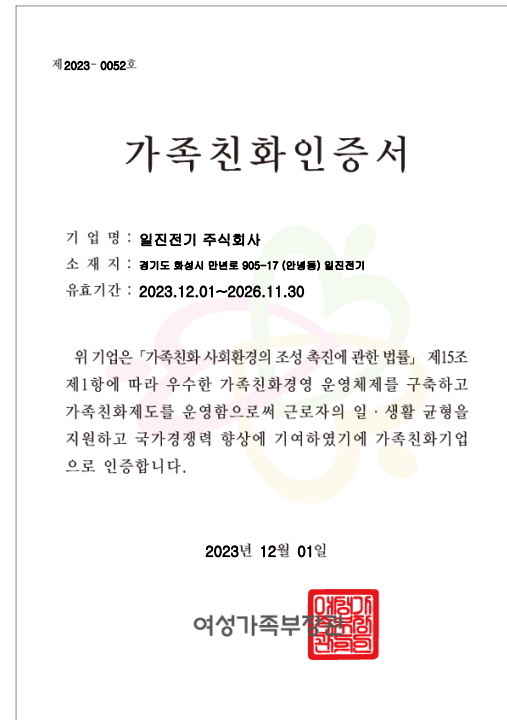 제2023- 0052호
가족친화인증서
기 업 명 : 일진전기 주식회사
소 재 지 : 경기도 화성시 만년로 905-17 (안녕동) 일진전기
유효기간 : 2023.12.01~2026.11.30
위 기업은 「가족친화 사회환경의 조성 촉진에 관한 법률」 제15조
제1항에 따라 우수한 가족친화경영 운영체제를 구축하고
가족친화제도를 운영함으로써 근로자의 일 · 생활 균형을
지원하고 국가경쟁력 향상에 기여하였기에 가족친화기업
으로 인증합니다.
2023년 12월 01일
여성가족부장관